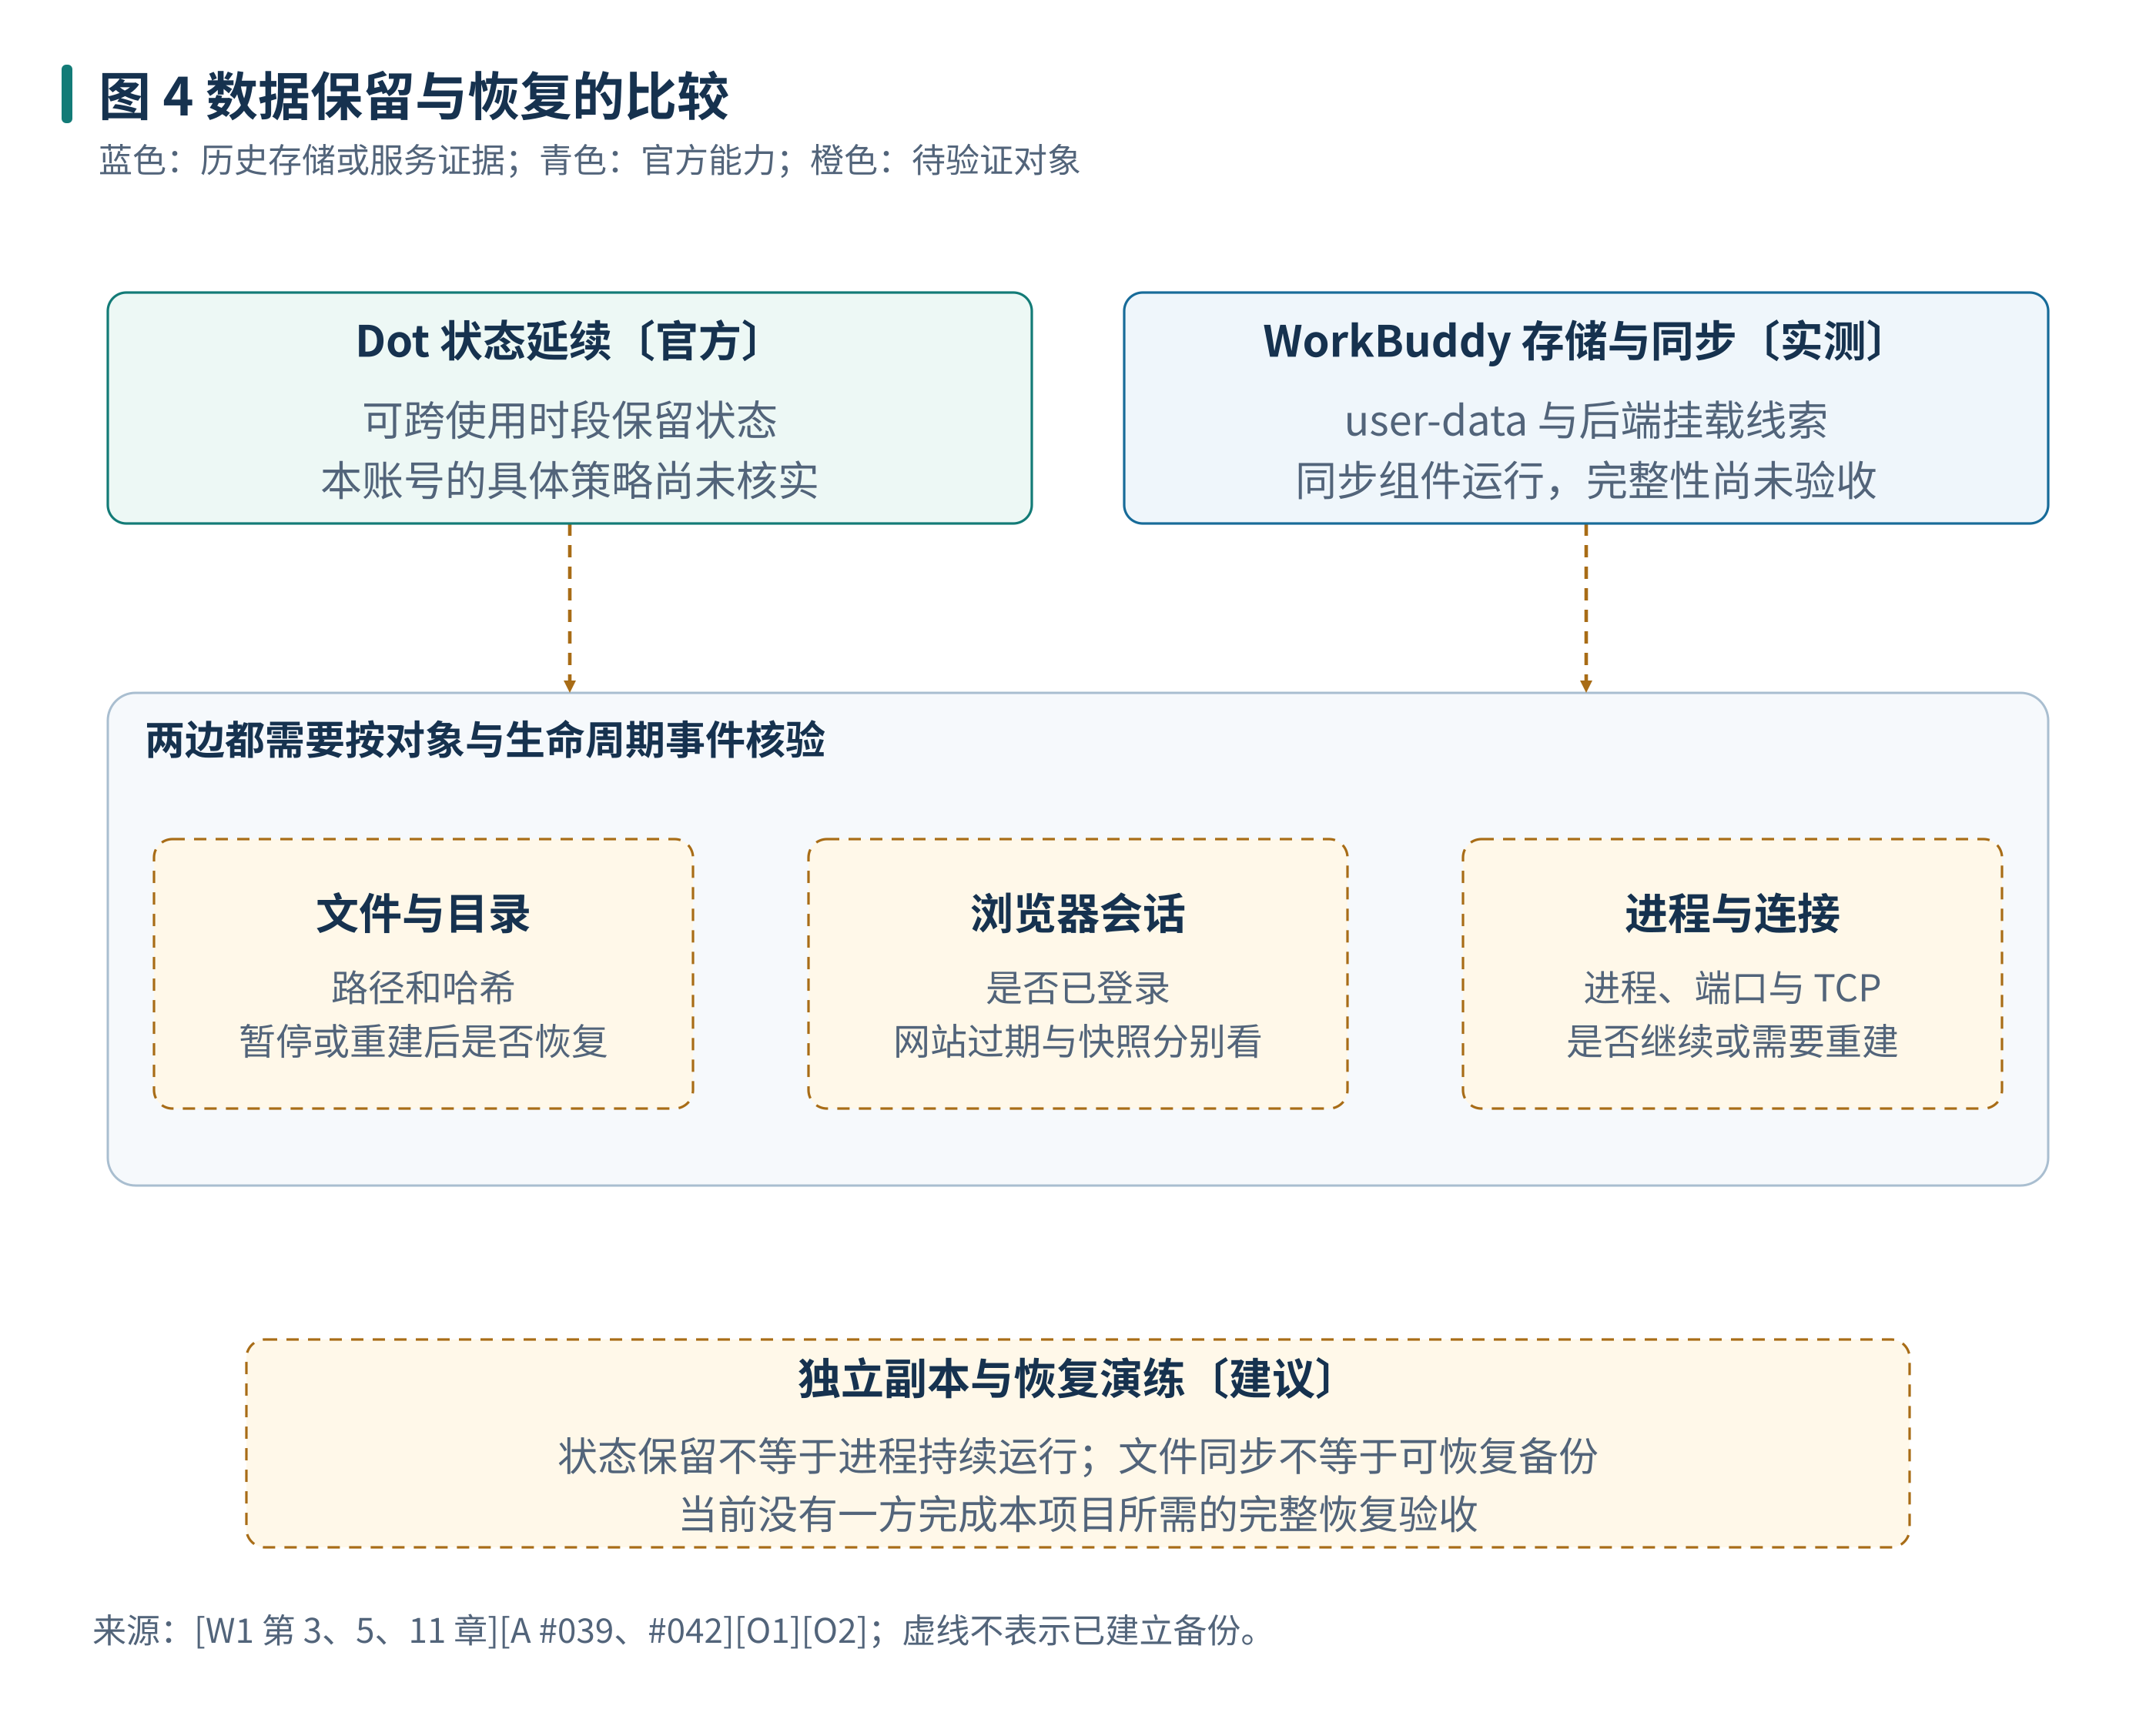 图 4 数据保留与恢复的比较
蓝色：历史存储或服务证据；青色：官方能力；橙色：待验证对象
Dot 状态延续〔官方〕
可跨使用时段保留状态
本账号的具体策略尚未核实
WorkBuddy 存储与同步〔实测〕
user-data 与后端挂载线索
同步组件运行，完整性尚未验收
两边都需要按对象与生命周期事件核验
文件与目录
路径和哈希
暂停或重建后是否恢复
浏览器会话
是否已登录
网站过期与快照分别看
进程与连接
进程、端口与 TCP
是否继续或需要重建
独立副本与恢复演练〔建议〕
状态保留不等于进程持续运行；文件同步不等于可恢复备份
当前没有一方完成本项目所需的完整恢复验收
来源：[W1 第 3、5、11 章][A #039、#042][O1][O2]；虚线不表示已建立备份。